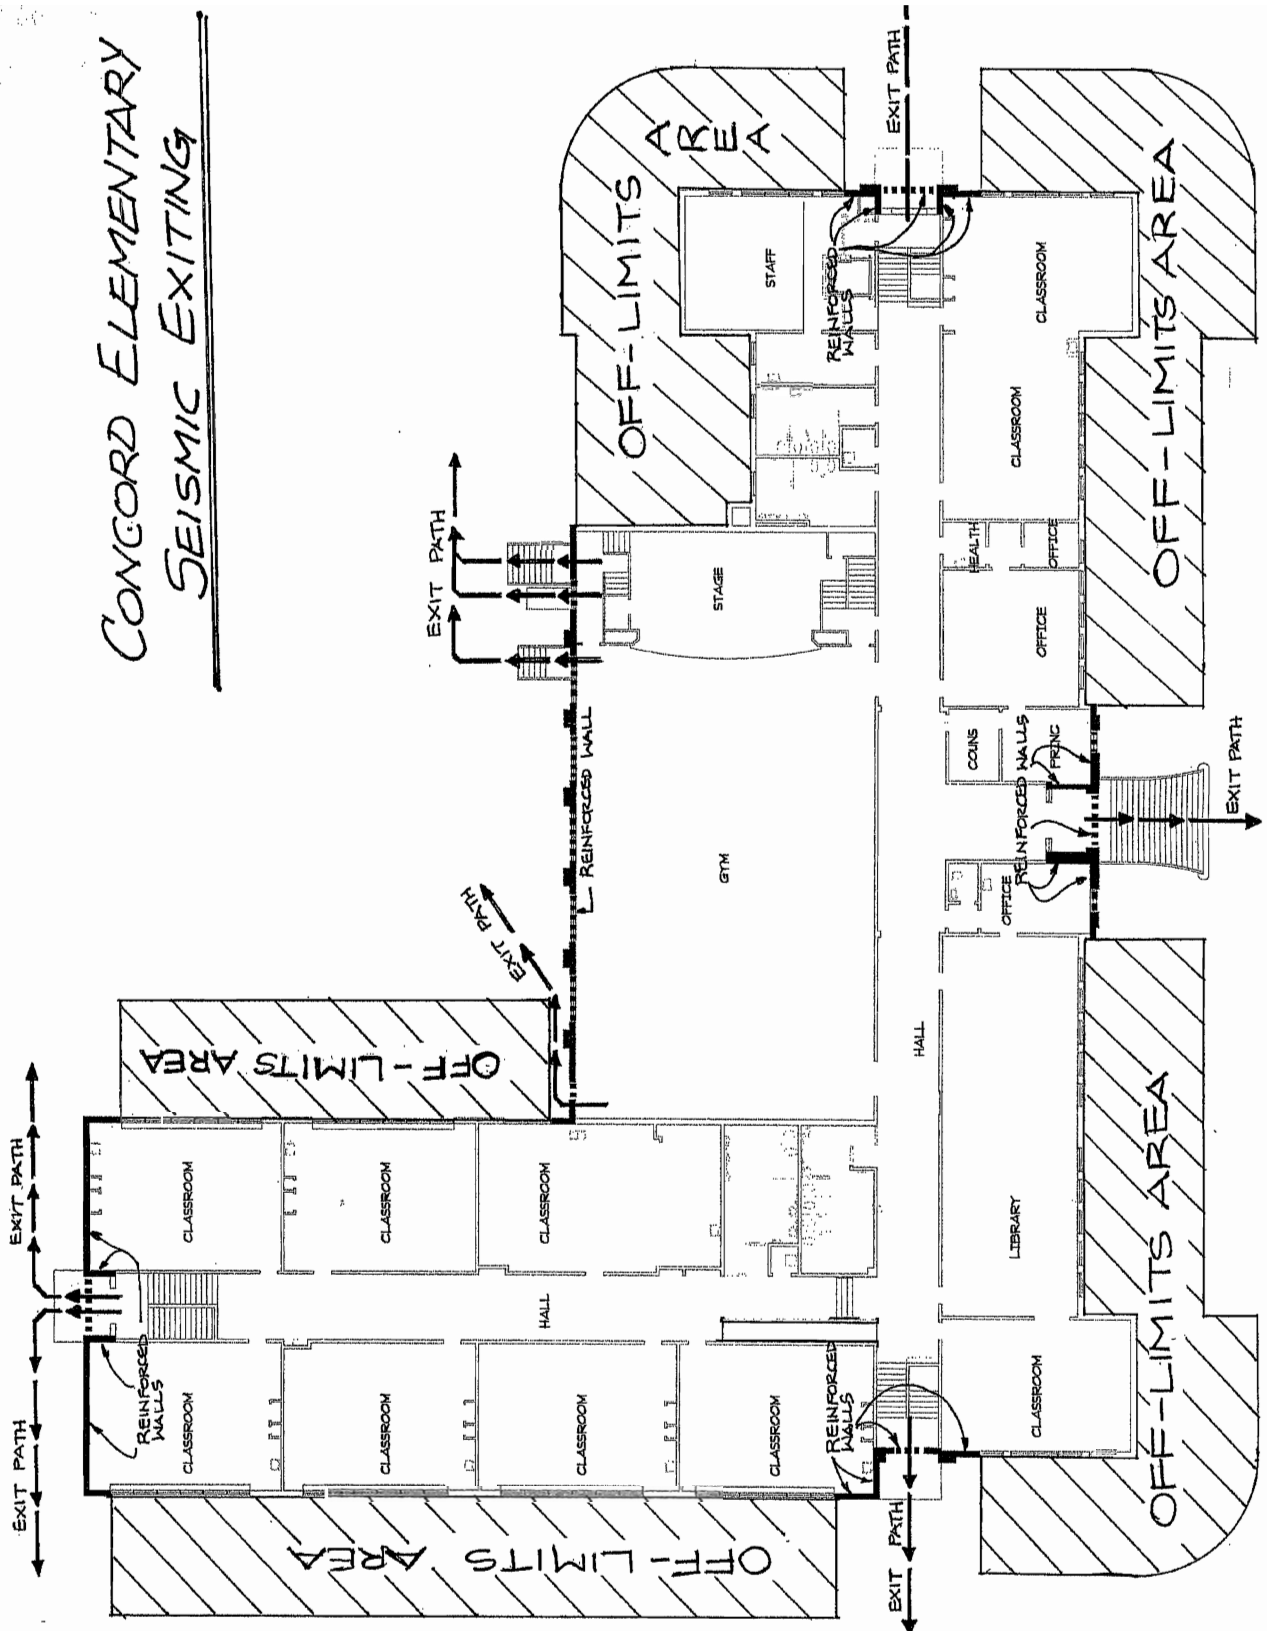 CONCORD ELEMENTARY
SEISMIC EXITING
EXIT PATH
EXIT PATH
OFF-LIMITS AREA
REINFORCED
WALLS
CLASSROOM
CLASSROOM
CLASSROOM
HALL
CLASSROOM
CLASSROOM
CLASSROOM
CLASSROOM
OFF-LIMITS AREA
EXIT PATH
EXIT PATH
REINFORCED WALL
EXIT PATH
OFF-LIMITS
AREA
STAFF
STAGE
GYM
REINFORCED
WALLS
EXIT PATH
HALL
REINFORCED
WALLS
EXIT PATH
CLASSROOM
CLASSROOM
HEALTH
OFFICE
OFFICE
COUNS
PRINC
REINFORCED WALLS
OFFICE
LIBRARY
CLASSROOM
EXIT PATH
OFF-LIMITS AREA
OFF-LIMITS AREA